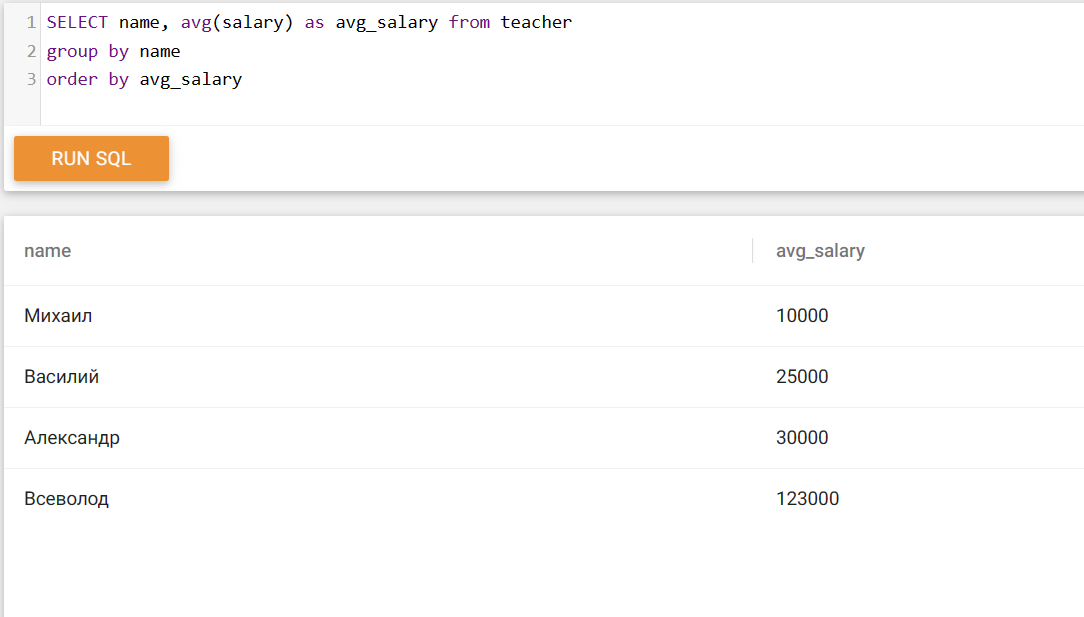 1 SELECT name, avg(salary) as avg_salary from teacher
2 group by name
3 order by avg_salary
RUN SQL
name avg_salary
Михаил 10000
Василий 25000
Александр 30000
Всеволод 123000